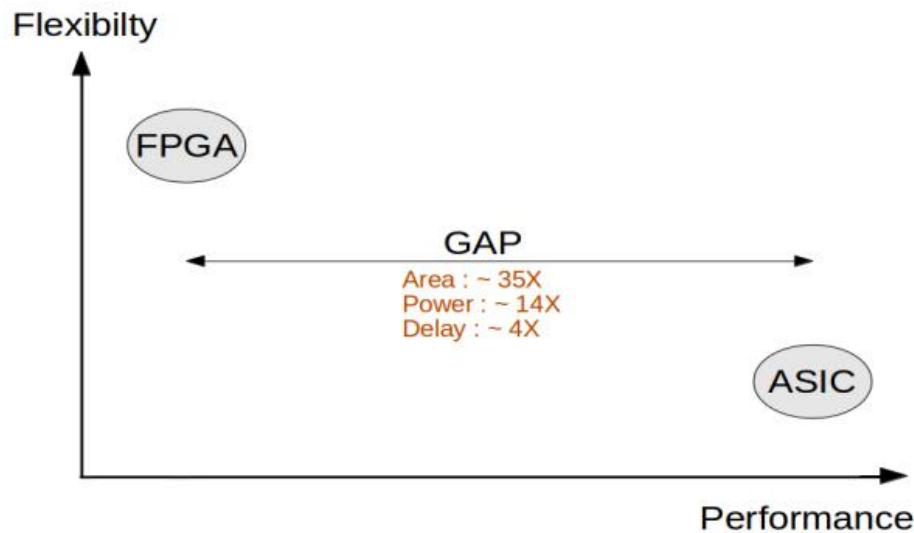 Flexibilty
FPGA
GAP
Area : ~ 35X
Power : ~ 14X
Delay : ~ 4X
ASIC
Performance